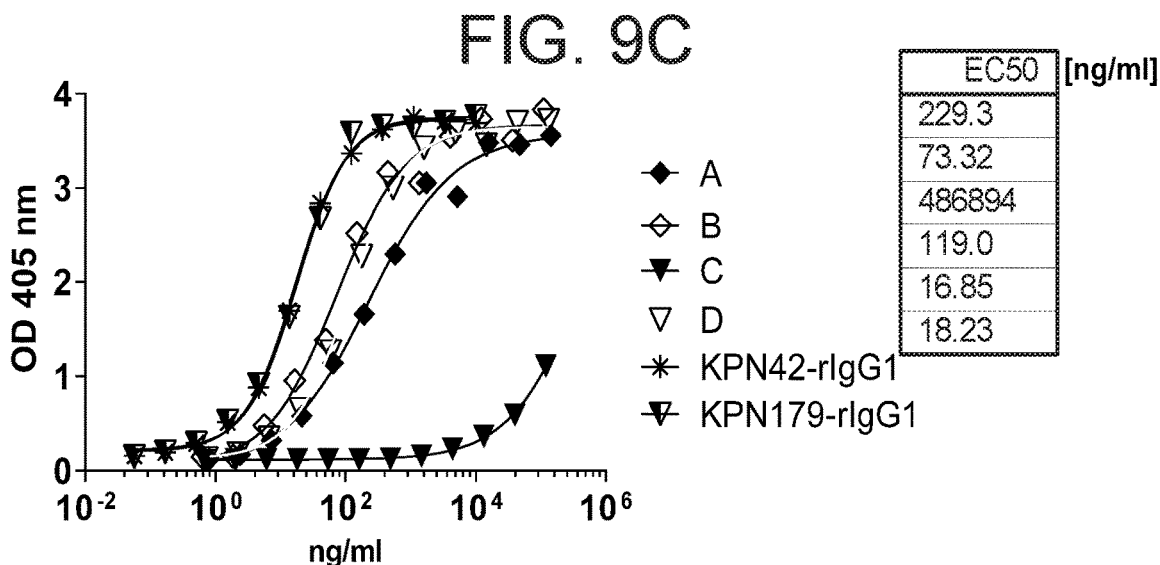 FIG. 9C
EC50 [ng/ml]
229.3
73.32
486894
119.0
16.85
18.23
A
B
C
D
KPN42-rIgG1
KPN179-rIgG1
OD 405 nm
4
3
2
1
0
10-2 100 102 104 106
ng/ml